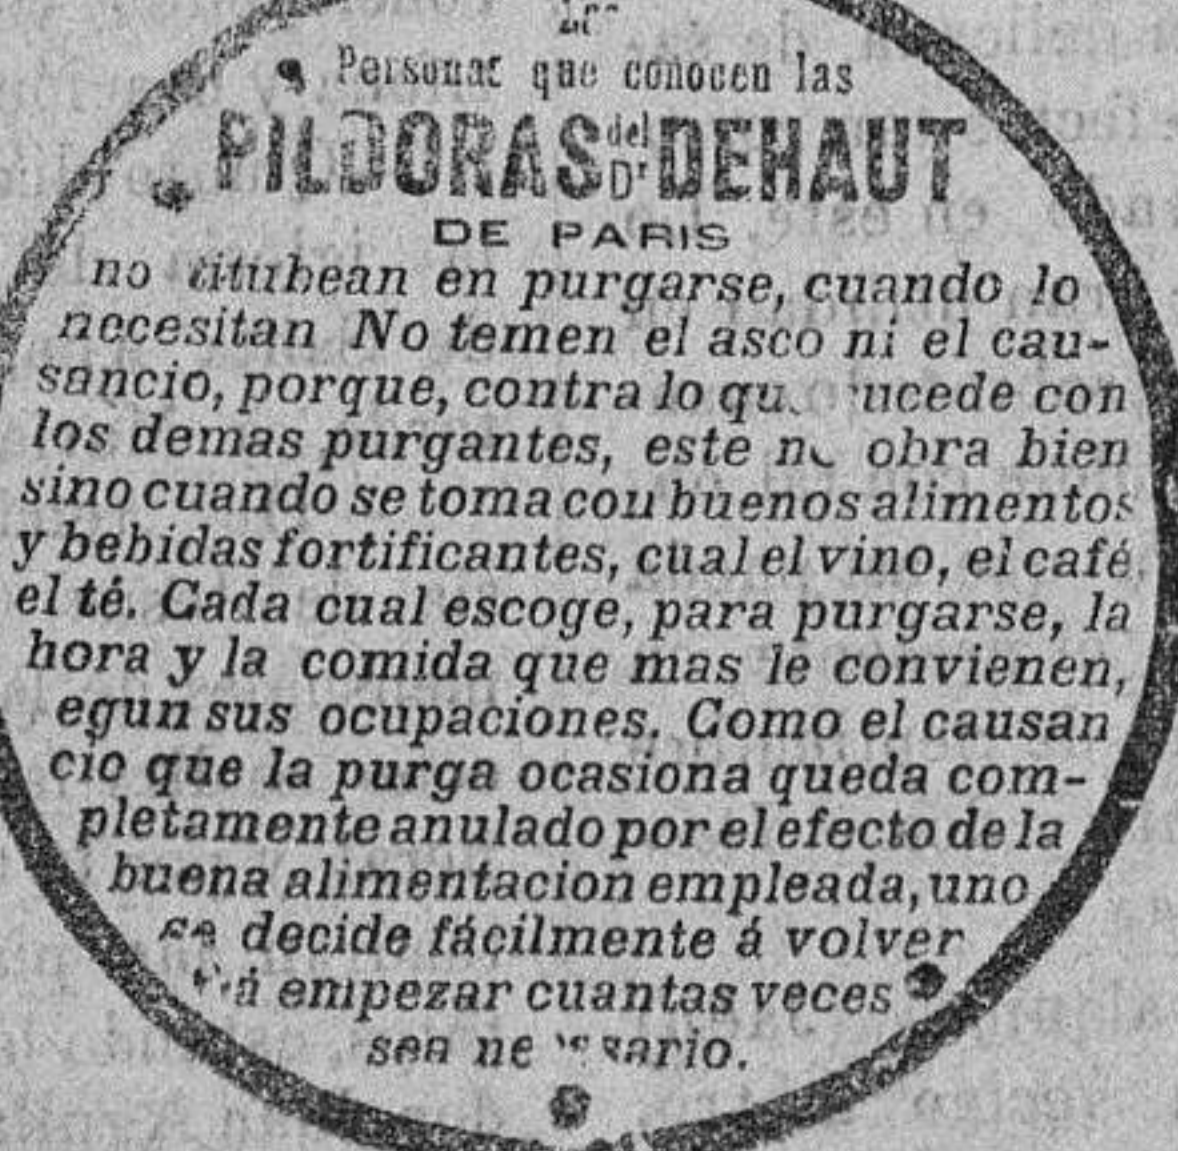 Personas que conocen las
PILDORAS del Dr DEHAUT
DE PARIS
no titubean en purgarse, cuando lo
necesitan No temen el asco ni el cau-
sancio, porque, contra lo que sucede con
los demas purgantes, este no obra bien
sino cuando se toma con buenos alimentos
y bebidas fortificantes, cual el vino, el café
el té. Cada cual escoge, para purgarse, la
hora y la comida que mas le convienen,
egun sus ocupaciones. Como el causan
cio que la purga ocasiona queda com-
pletamente anulado por el efecto de la
buena alimentacion empleada, uno
se decide fácilmente á volver
á empezar cuantas veces
sea necesario.